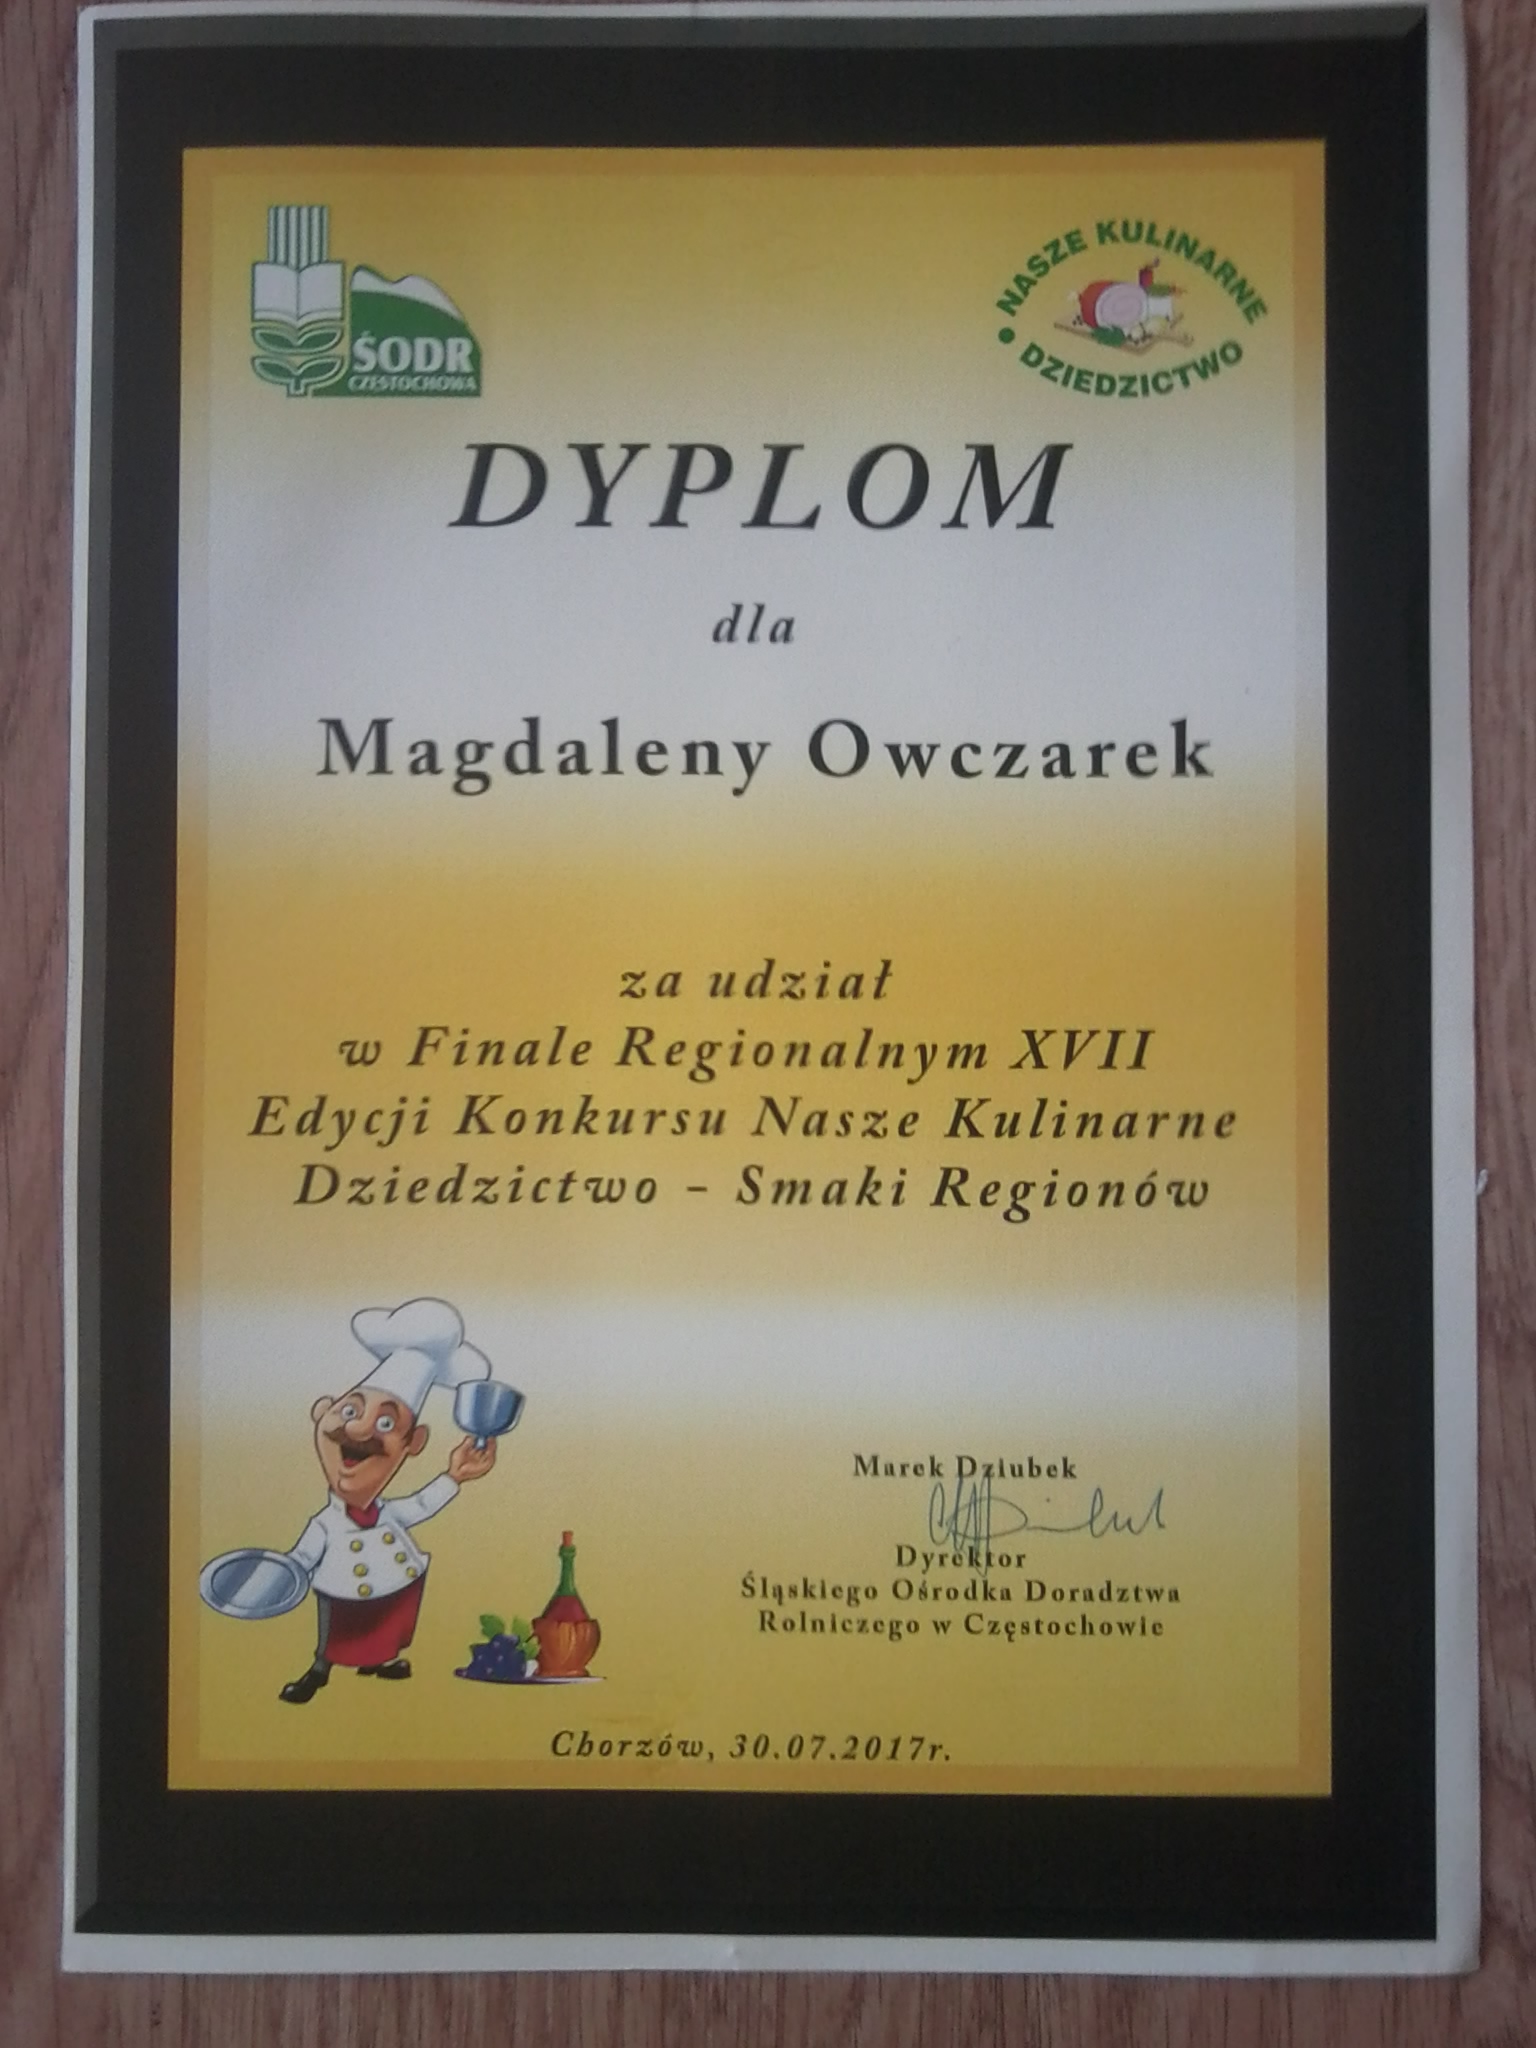 ŚODR
CZĘSTOCHOWA
NASZE KULINARNE
DZIEDZICTWO
DYPLOM
dla
Magdaleny Owczarek
za udział
w Finale Regionalnym XVII
Edycji Konkursu Nasze Kulinarne
Dziedzictwo - Smaki Regionów
Marek Dziubek
Dyrektor
Śląskiego Ośrodka Doradztwa
Rolniczego w Częstochowie
Chorzów, 30.07.2017r.